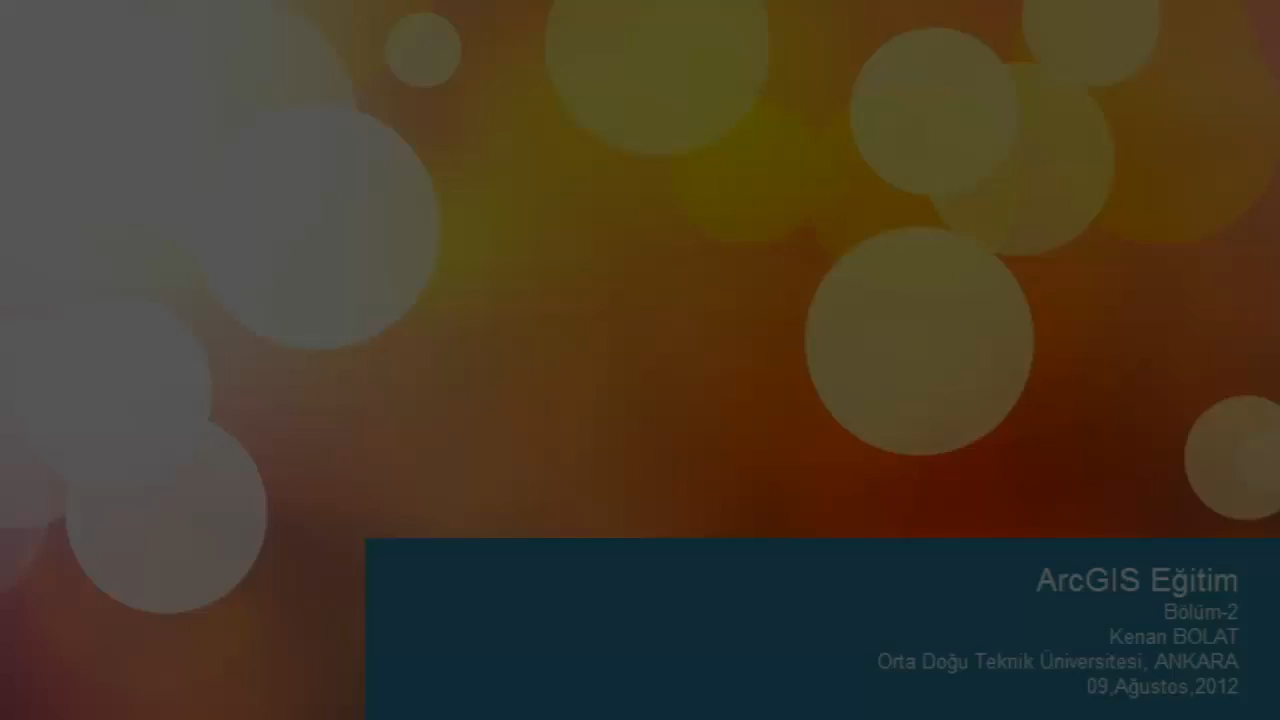 ArcGIS Eğitim
Bölüm-2
Kenan BOLAT
Orta Doğu Teknik Üniversitesi, ANKARA
09,Ağustos,2012